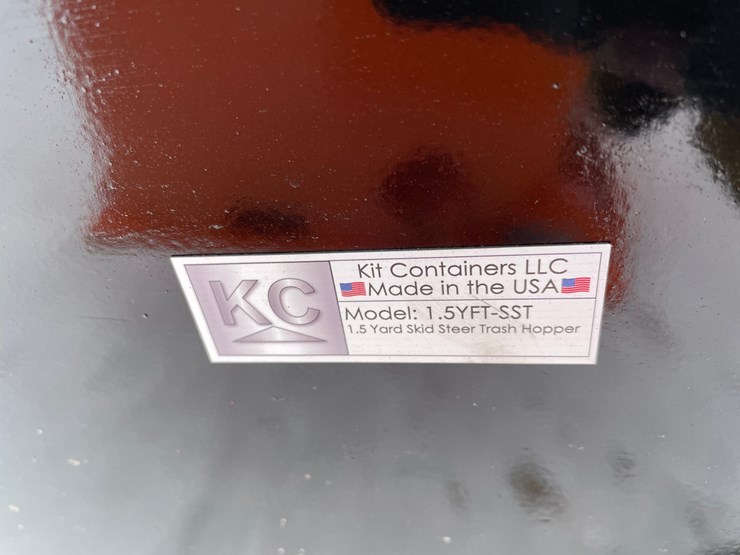 KC
Kit Containers LLC
Made in the USA
Model: 1.5YFT-SST
1.5 Yard Skid Steer Trash Hopper